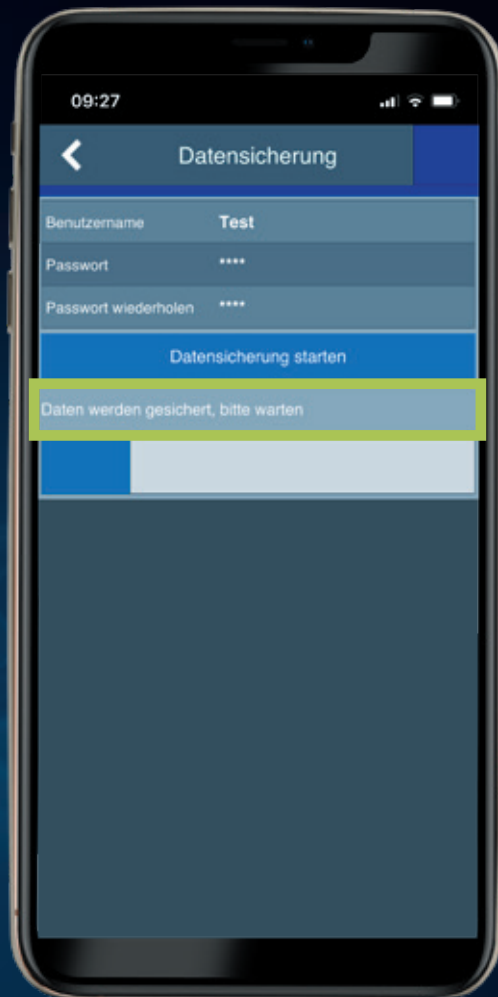 09:27
Datensicherung
Benutzername Test
Passwort ****
Passwort wiederholen ****
Datensicherung starten
Daten werden gesichert, bitte warten